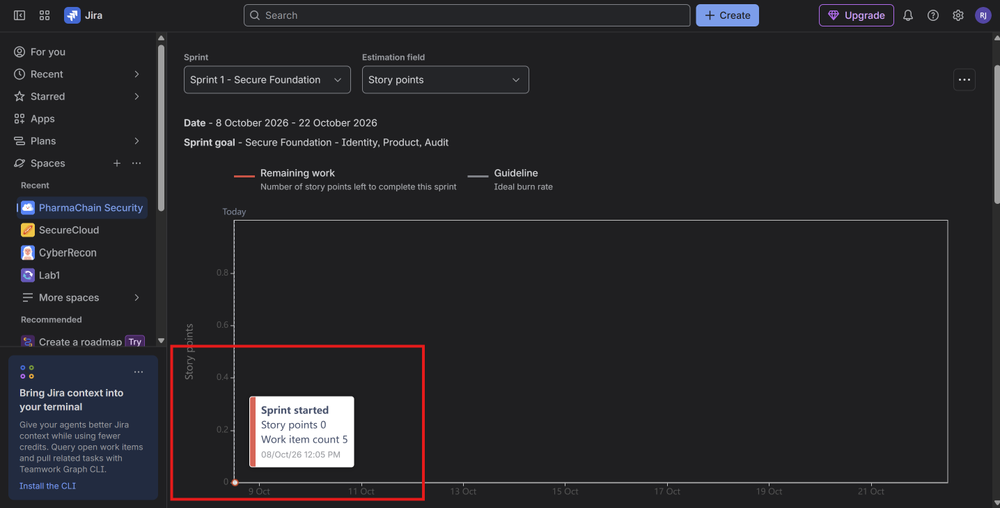 Jira
Search
Create
Upgrade
RJ
For you
Recent
Starred
Apps
Plans
Spaces
Recent
PharmaChain Security
SecureCloud
CyberRecon
Lab1
More spaces
Recommended
Create a roadmap Try
Bring Jira context into
your terminal
Give your agents better Jira
context while using fewer
credits. Query open work items
and pull related tasks with
Teamwork Graph CLI.
Install the CLI
Sprint
Sprint 1 - Secure Foundation
Estimation field
Story points
Date - 8 October 2026 - 22 October 2026
Sprint goal - Secure Foundation - Identity, Product, Audit
Remaining work
Number of story points left to complete this sprint
Guideline
Ideal burn rate
Today
Story points
0.8
0.6
0.4
0.2
0
Sprint started
Story points 0
Work item count 5
08/Oct/26 12:05 PM
9 Oct
11 Oct
13 Oct
15 Oct
17 Oct
19 Oct
21 Oct